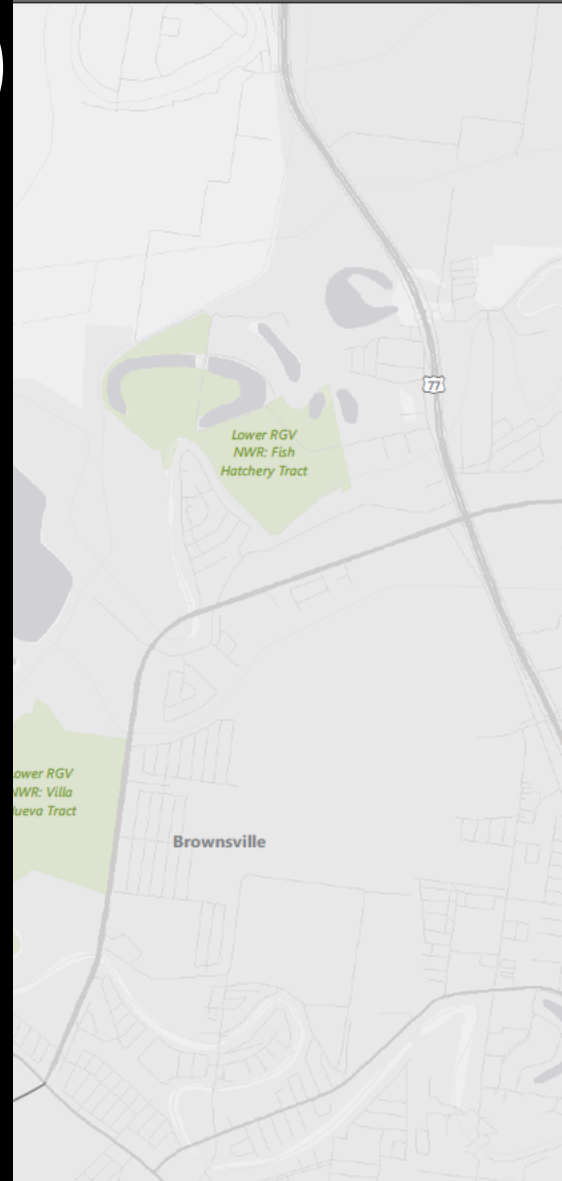 77
Lower RGV
NWR: Fish
Hatchery Tract
ower RGV
NWR: Villa
ueva Tract
Brownsville